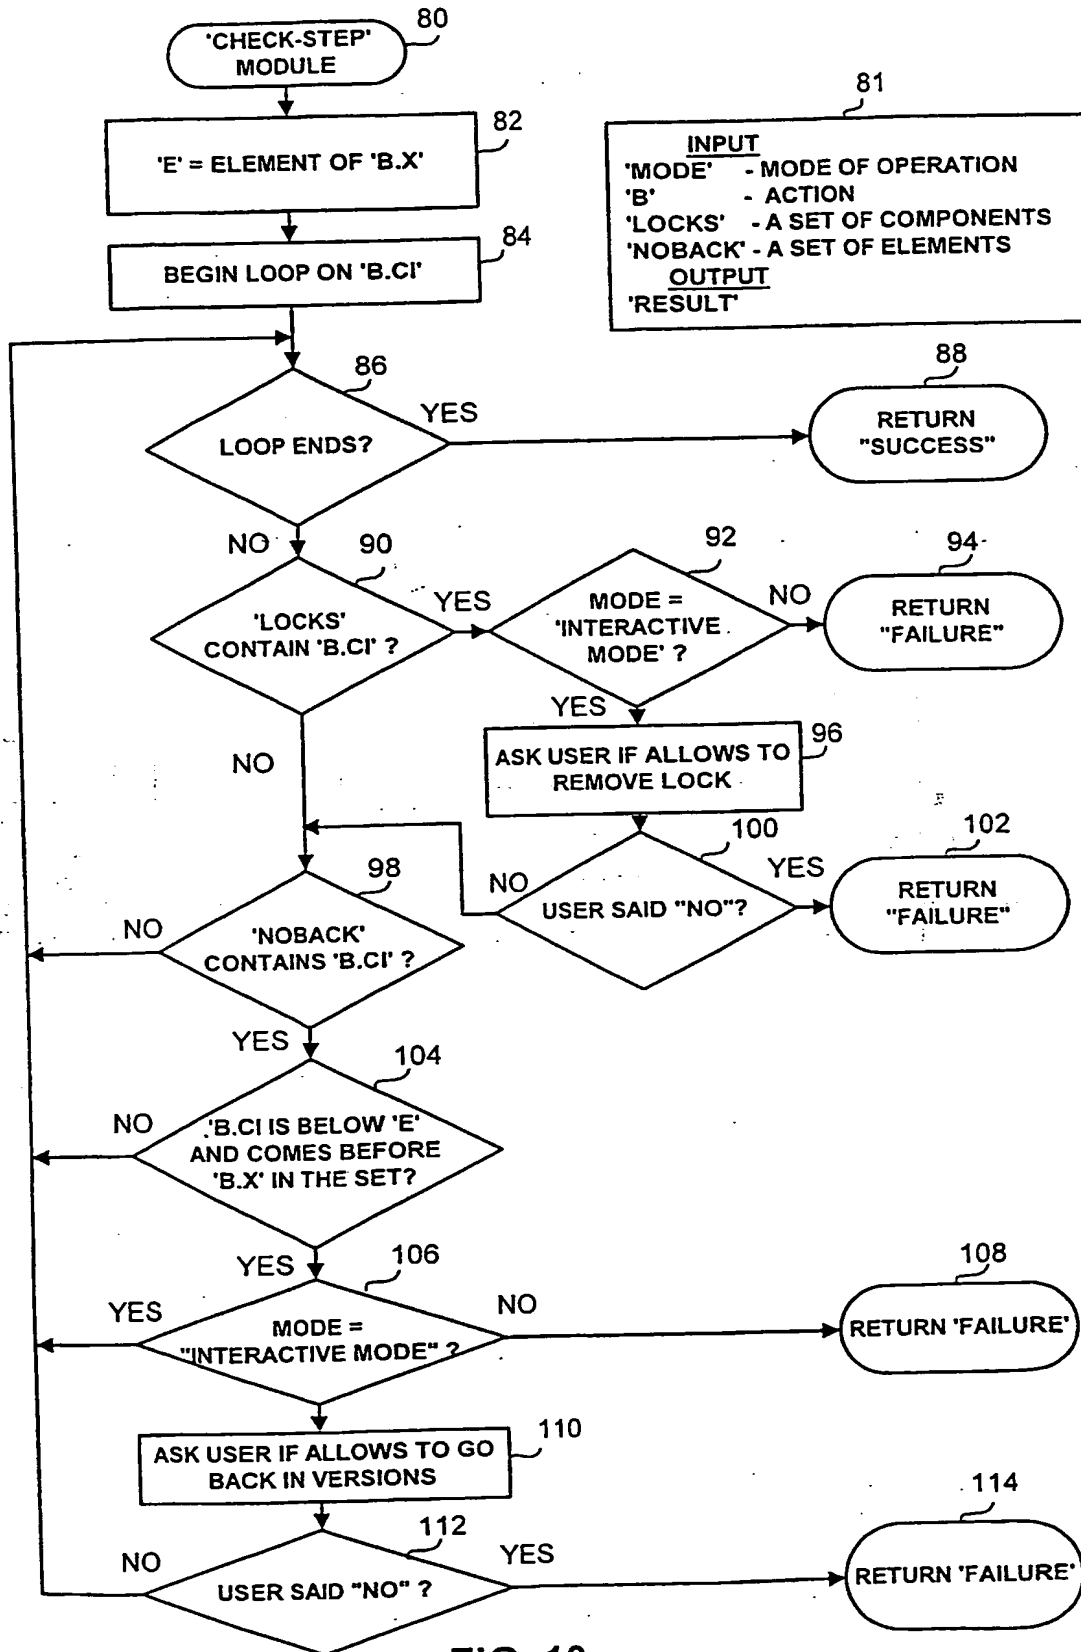 'CHECK-STEP'
MODULE
80
82
'E' = ELEMENT OF 'B.X'
84
BEGIN LOOP ON 'B.CI'
81
INPUT
'MODE' - MODE OF OPERATION
'B' - ACTION
'LOCKS' - A SET OF COMPONENTS
'NOBACK' - A SET OF ELEMENTS
OUTPUT
'RESULT'
86
LOOP ENDS?
YES
88
RETURN
"SUCCESS"
NO
90
'LOCKS'
CONTAIN 'B.CI' ?
YES
92
MODE =
'INTERACTIVE
MODE' ?
NO
94
RETURN
"FAILURE"
YES
96
ASK USER IF ALLOWS TO
REMOVE LOCK
NO
100
USER SAID "NO"?
NO
YES
102
RETURN
"FAILURE"
98
'NOBACK'
CONTAINS 'B.CI' ?
NO
YES
104
'B.CI IS BELOW 'E'
AND COMES BEFORE
'B.X' IN THE SET?
NO
YES
106
MODE =
"INTERACTIVE MODE" ?
YES
NO
108
RETURN 'FAILURE'
110
ASK USER IF ALLOWS TO GO
BACK IN VERSIONS
112
USER SAID "NO" ?
NO
YES
114
RETURN 'FAILURE'